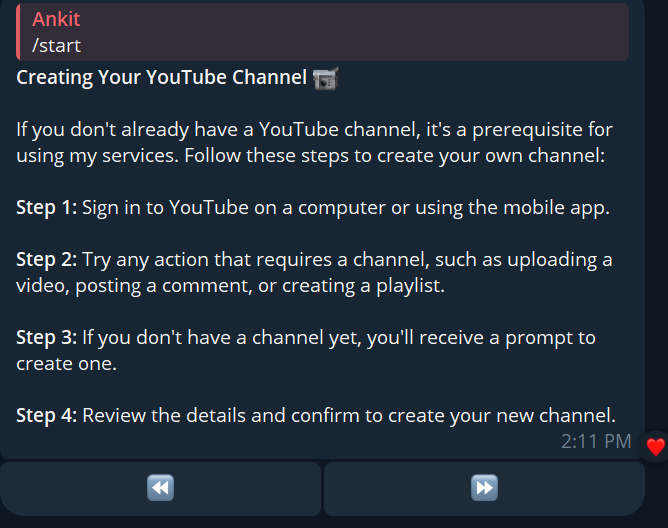 Ankit
/start
Creating Your YouTube Channel 📹
If you don't already have a YouTube channel, it's a prerequisite for
using my services. Follow these steps to create your own channel:
Step 1: Sign in to YouTube on a computer or using the mobile app.
Step 2: Try any action that requires a channel, such as uploading a
video, posting a comment, or creating a playlist.
Step 3: If you don't have a channel yet, you'll receive a prompt to
create one.
Step 4: Review the details and confirm to create your new channel.
2:11 PM